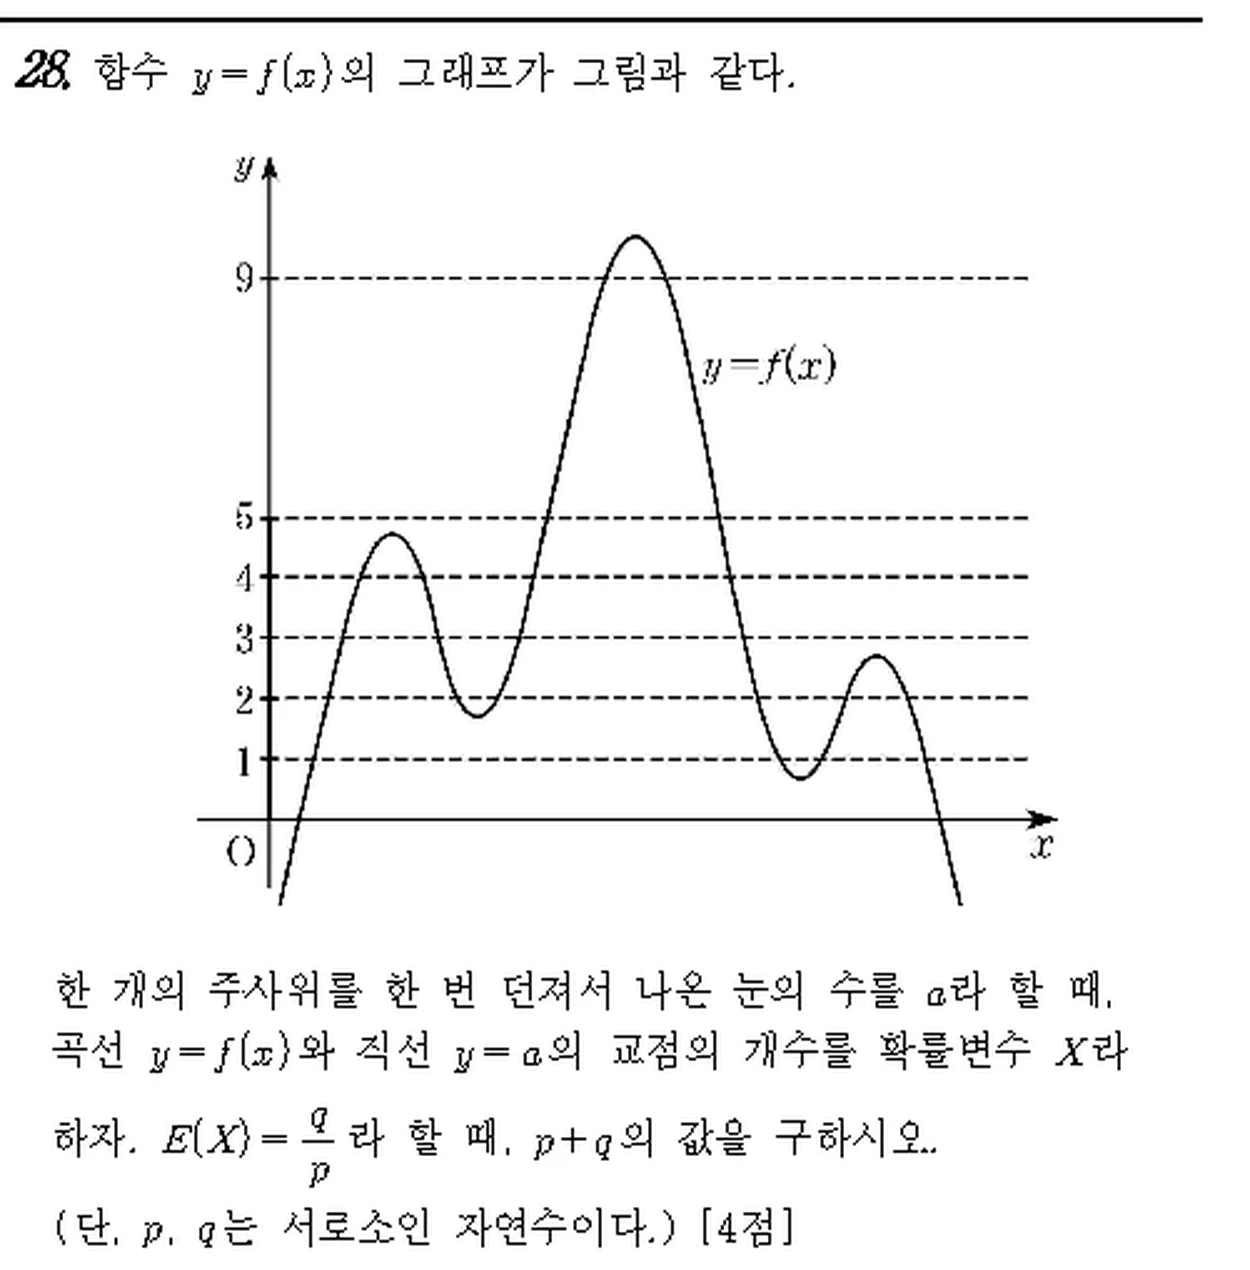 28. 함수 y=f(x)의 그래프가 그림과 같다.
y
9
y=f(x)
5
4
3
2
1
O
x
한 개의 주사위를 한 번 던져서 나온 눈의 수를 a라 할 때,
곡선 y=f(x)와 직선 y=a의 교점의 개수를 확률변수 X라
하자. E(X)=q/p라 할 때, p+q의 값을 구하시오..
(단, p, q는 서로소인 자연수이다.) [4점]